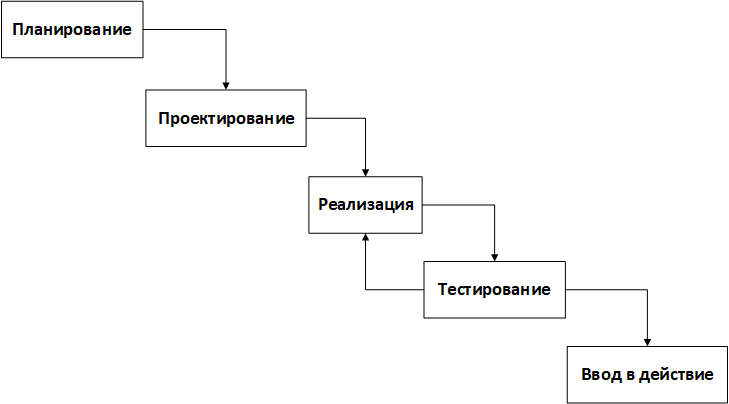 Планирование
Проектирование
Реализация
Тестирование
Ввод в действие